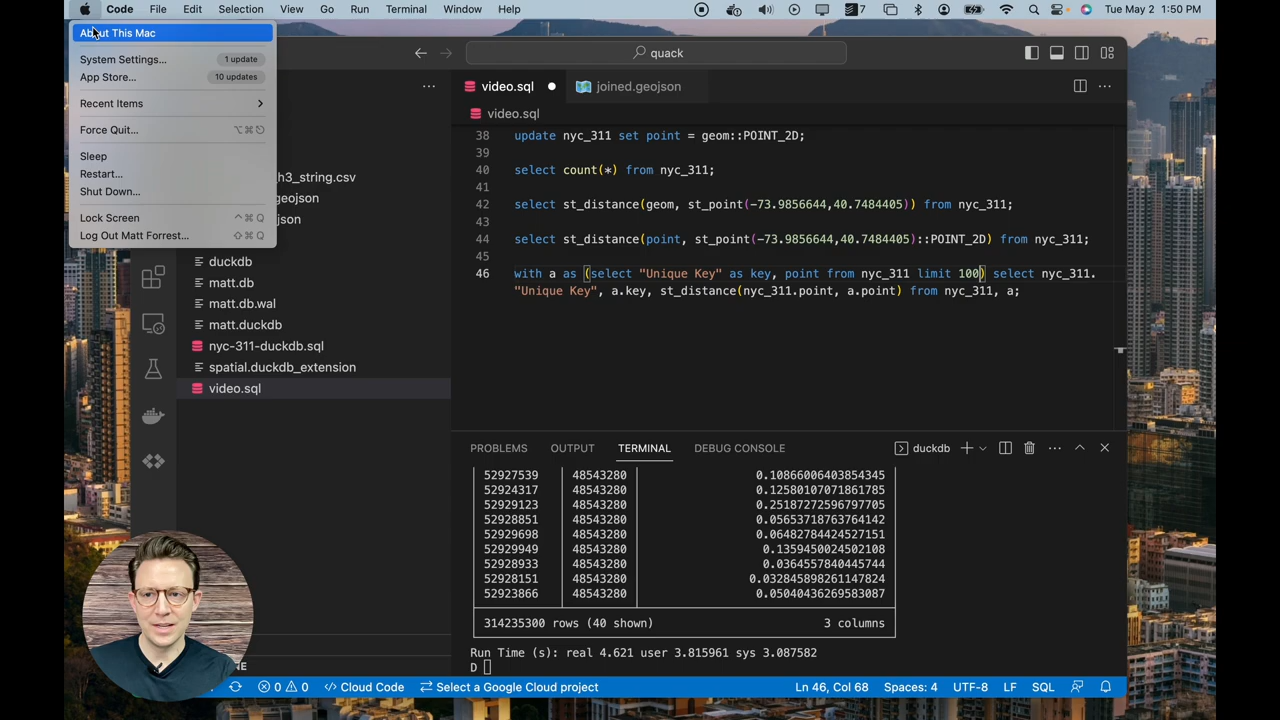 Code File Edit Selection View Go Run Terminal Window Help
7
Tue May 2 1:50 PM
About This Mac
System Settings... 1 update
App Store... 10 updates
Recent Items
Force Quit... ⌥⌘⎋
Sleep
Restart...
Shut Down...
Lock Screen ^⌘Q
Log Out Matt Forrest... ⇧⌘Q
quack
video.sql
joined.geojson
video.sql
_h3_string.csv
geojson
json
duckdb
matt.db
matt.db.wal
matt.duckdb
nyc-311-duckdb.sql
spatial.duckdb_extension
video.sql
38 update nyc_311 set point = geom::POINT_2D;
39
40 select count(*) from nyc_311;
41
42 select st_distance(geom, st_point(-73.9856644,40.7484405)) from nyc_311;
43
44 select st_distance(point, st_point(-73.9856644,40.7484405)::POINT_2D) from nyc_311;
45
46 with a as (select "Unique Key" as key, point from nyc_311 limit 100) select nyc_311.
"Unique Key", a.key, st_distance(nyc_311.point, a.point) from nyc_311, a;
PROBLEMS OUTPUT TERMINAL DEBUG CONSOLE
duckdb
52927539 48543280 0.10866006403854345
52924317 48543280 0.12580107071861785
52929123 48543280 0.25187272596797705
52928851 48543280 0.05653718763764142
52929698 48543280 0.06482784424527151
52929949 48543280 0.1359450024502108
52928933 48543280 0.0364557840445744
52928151 48543280 0.032845898261147824
52923866 48543280 0.05040436269583087
314235300 rows (40 shown) 3 columns
Run Time (s): real 4.621 user 3.815961 sys 3.087582
D
NE
0 0 Cloud Code Select a Google Cloud project Ln 46, Col 68 Spaces: 4 UTF-8 LF SQL